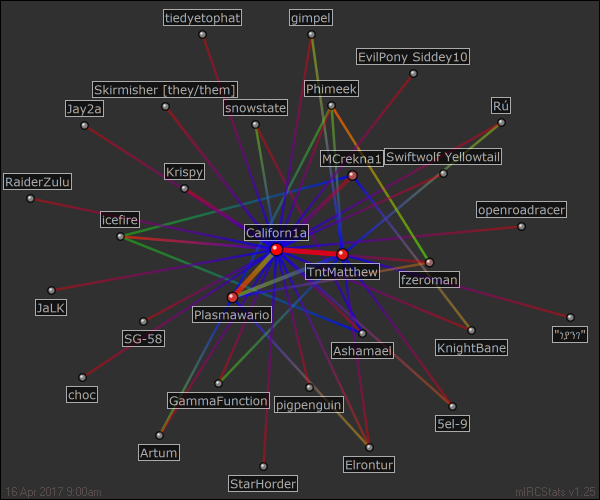 tiedyetophat
gimpel
EvilPony Siddey10
Skirmisher [they/them]
Phimeek
Jay2a
snowstate
Rú
MCrekna1
Swiftwolf Yellowtail
Krispy
RaiderZulu
icefire
openroadracer
Californ1a
TntMatthew
fzeroman
JaLK
Plasmawario
SG-58
Ashamael
KnightBane
choc
GammaFunction
pigpenguin
5el-9
Artum
Elrontur
StarHorder
16 Apr 2017 9:00am
mIRCStats v1.25